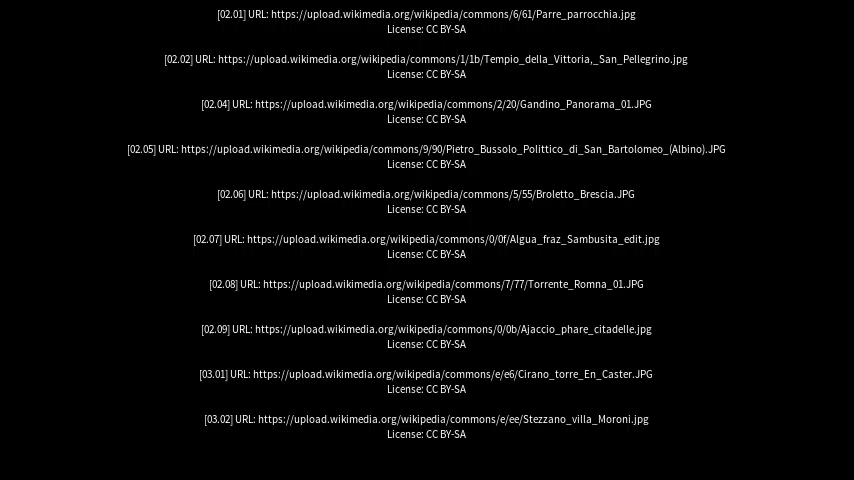 [02.01] URL: https://upload.wikimedia.org/wikipedia/commons/6/61/Parre_parrocchia.jpg
License: CC BY-SA
[02.02] URL: https://upload.wikimedia.org/wikipedia/commons/1/1b/Tempio_della_Vittoria,_San_Pellegrino.jpg
License: CC BY-SA
[02.04] URL: https://upload.wikimedia.org/wikipedia/commons/2/20/Gandino_Panorama_01.JPG
License: CC BY-SA
[02.05] URL: https://upload.wikimedia.org/wikipedia/commons/9/90/Pietro_Bussolo_Polittico_di_San_Bartolomeo_(Albino).JPG
License: CC BY-SA
[02.06] URL: https://upload.wikimedia.org/wikipedia/commons/5/55/Broletto_Brescia.JPG
License: CC BY-SA
[02.07] URL: https://upload.wikimedia.org/wikipedia/commons/0/0f/Algua_fraz_Sambusita_edit.jpg
License: CC BY-SA
[02.08] URL: https://upload.wikimedia.org/wikipedia/commons/7/77/Torrente_Romna_01.JPG
License: CC BY-SA
[02.09] URL: https://upload.wikimedia.org/wikipedia/commons/0/0b/Ajaccio_phare_citadelle.jpg
License: CC BY-SA
[03.01] URL: https://upload.wikimedia.org/wikipedia/commons/e/e6/Cirano_torre_En_Caster.JPG
License: CC BY-SA
[03.02] URL: https://upload.wikimedia.org/wikipedia/commons/e/ee/Stezzano_villa_Moroni.jpg
License: CC BY-SA